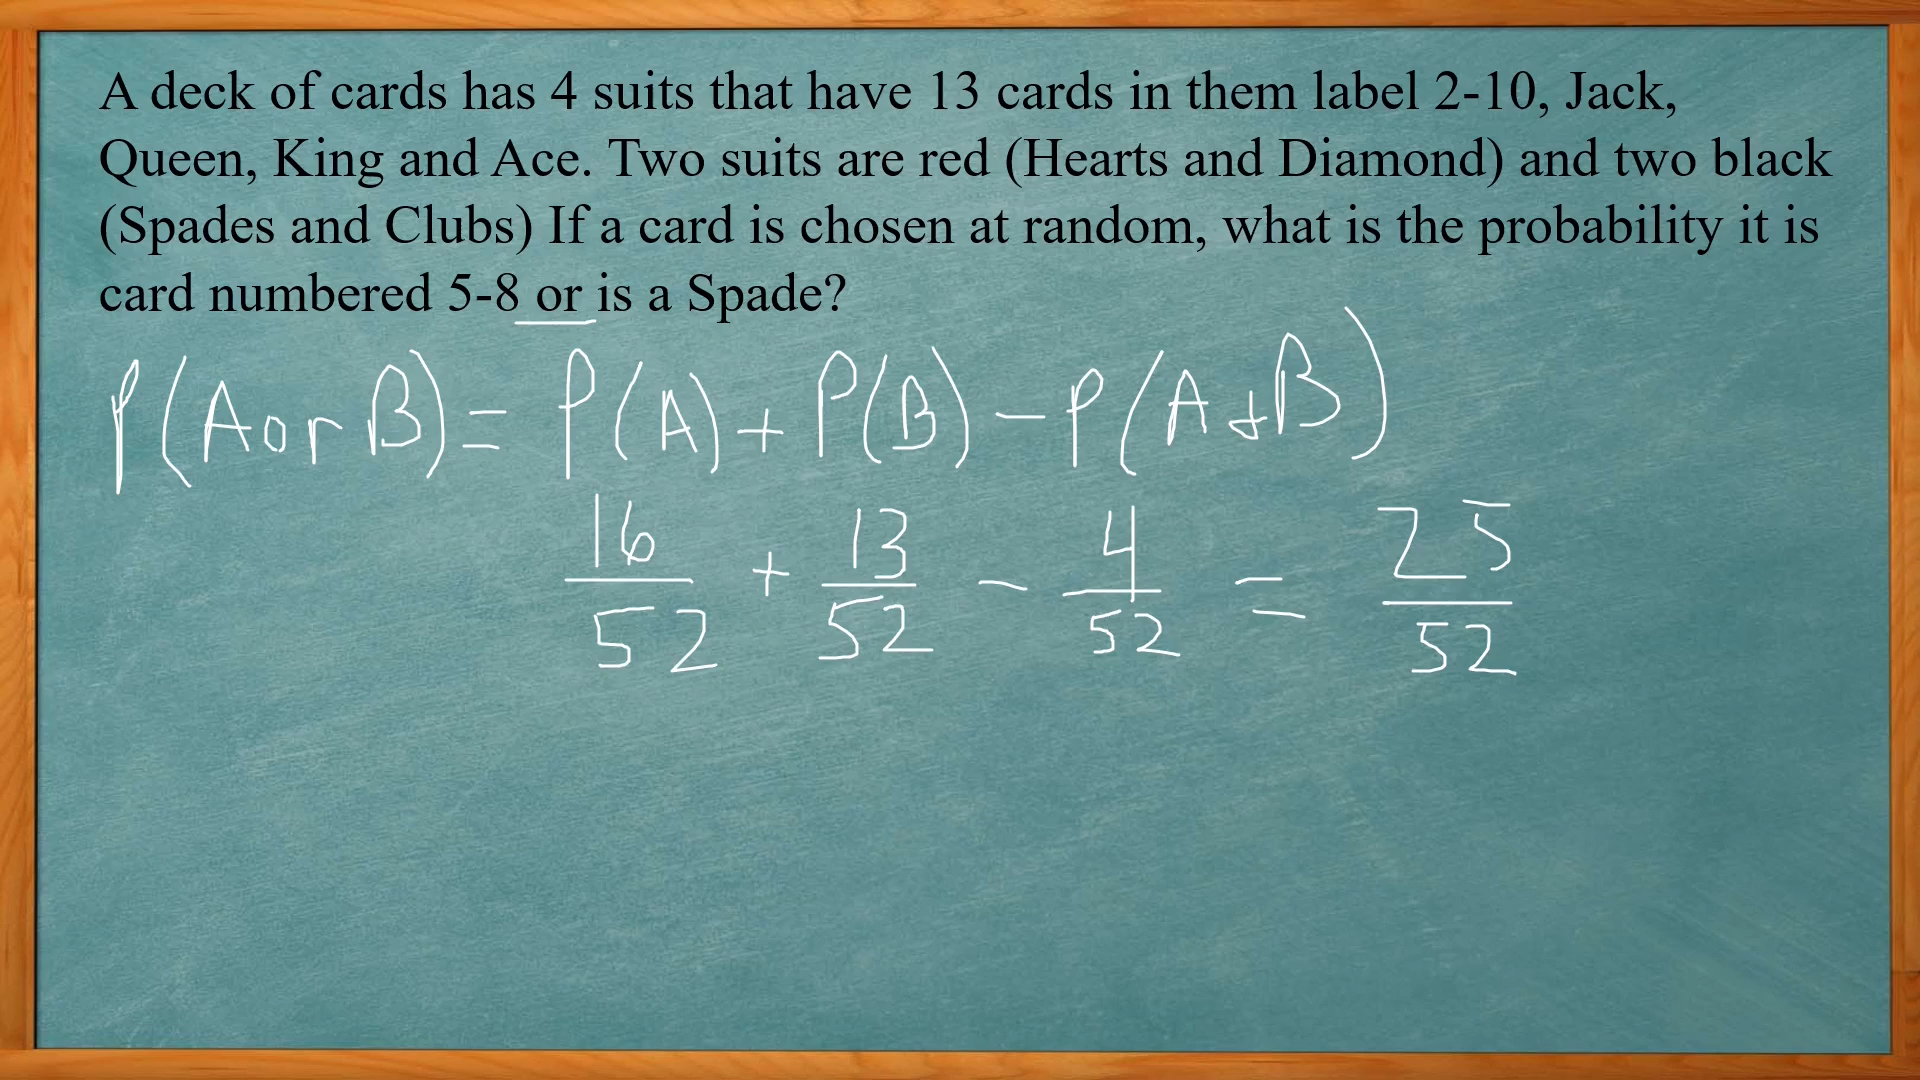 A deck of cards has 4 suits that have 13 cards in them label 2-10, Jack,
Queen, King and Ace. Two suits are red (Hearts and Diamond) and two black
(Spades and Clubs) If a card is chosen at random, what is the probability it is
card numbered 5-8 or is a Spade?
P(A or B) = P(A) + P(B) - P(A + B)
16/52 + 13/52 - 4/52 = 25/52